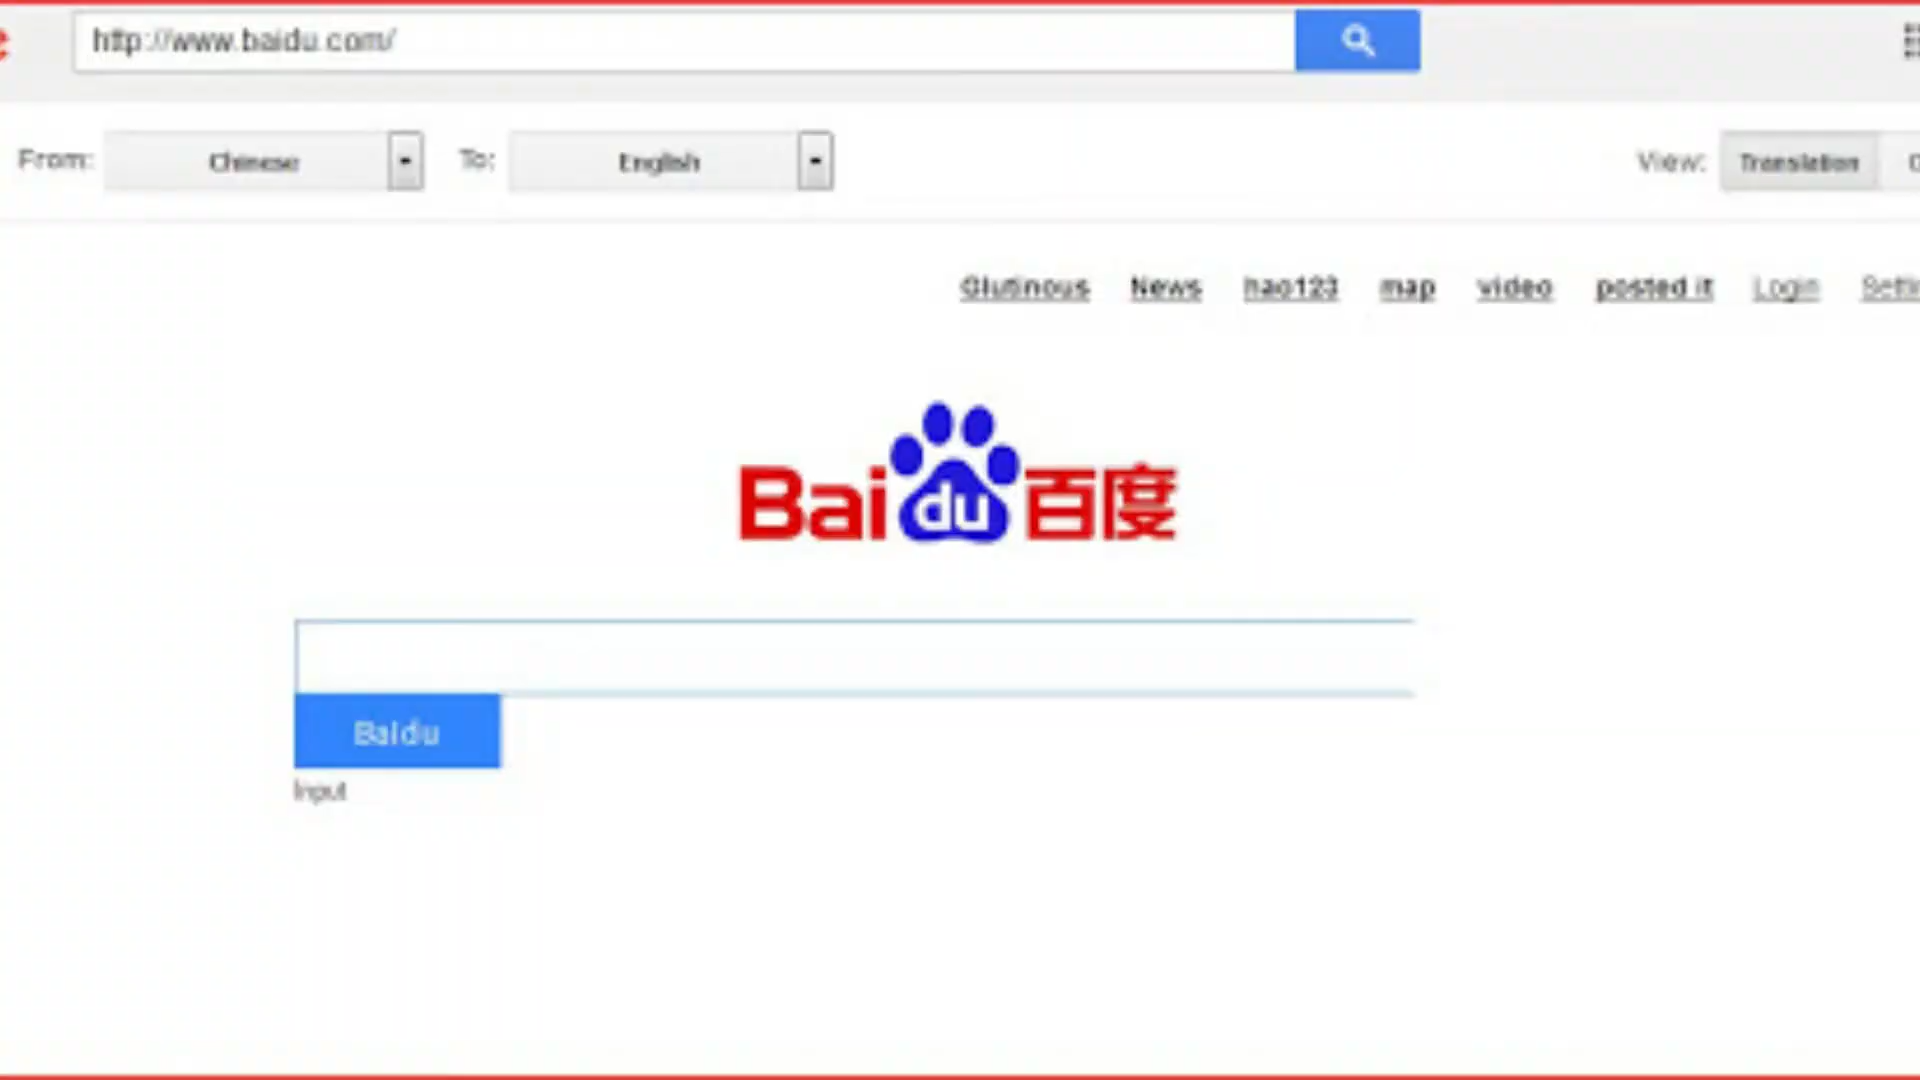 http://www.baidu.com/
From: Chinese To: English View: Translation
Glutinous News hao123 map video posted it Login
Baidu百度
Baidu
Input